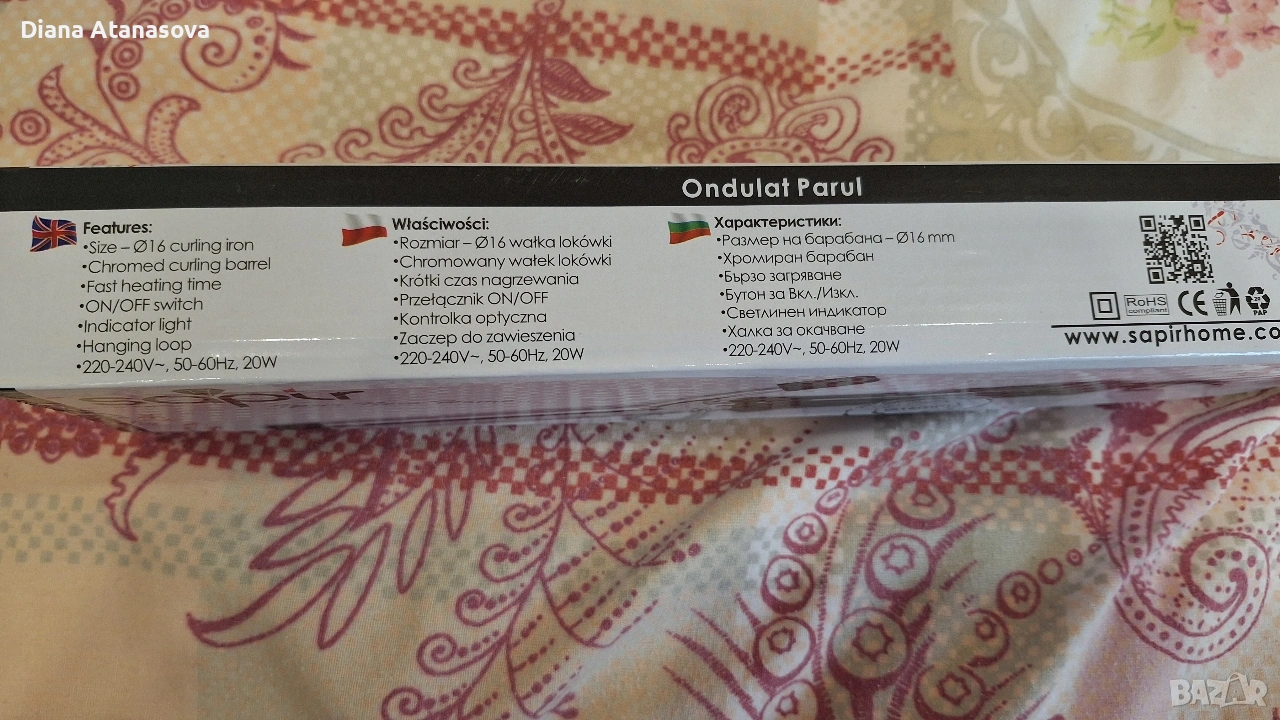 Diana Atanasova
Ondulat Parul
Features:
•Size – Ø16 curling iron
•Chromed curling barrel
•Fast heating time
•ON/OFF switch
•Indicator light
•Hanging loop
•220-240V~, 50-60Hz, 20W
Właściwości:
•Rozmiar – Ø16 wałka lokówki
•Chromowany wałek lokówki
•Krótki czas nagrzewania
•Przełącznik ON/OFF
•Kontrolka optyczna
•Zaczep do zawieszenia
•220-240V~, 50-60Hz, 20W
Характеристики:
•Размер на барабана – Ø16 mm
•Хромиран барабан
•Бързо загряване
•Бутон за Вкл./Изкл.
•Светлинен индикатор
•Халка за окачване
•220-240V~, 50-60Hz, 20W
RoHS
compliant
CE
PAP
www.sapirhome.co
sapir
BAZAR